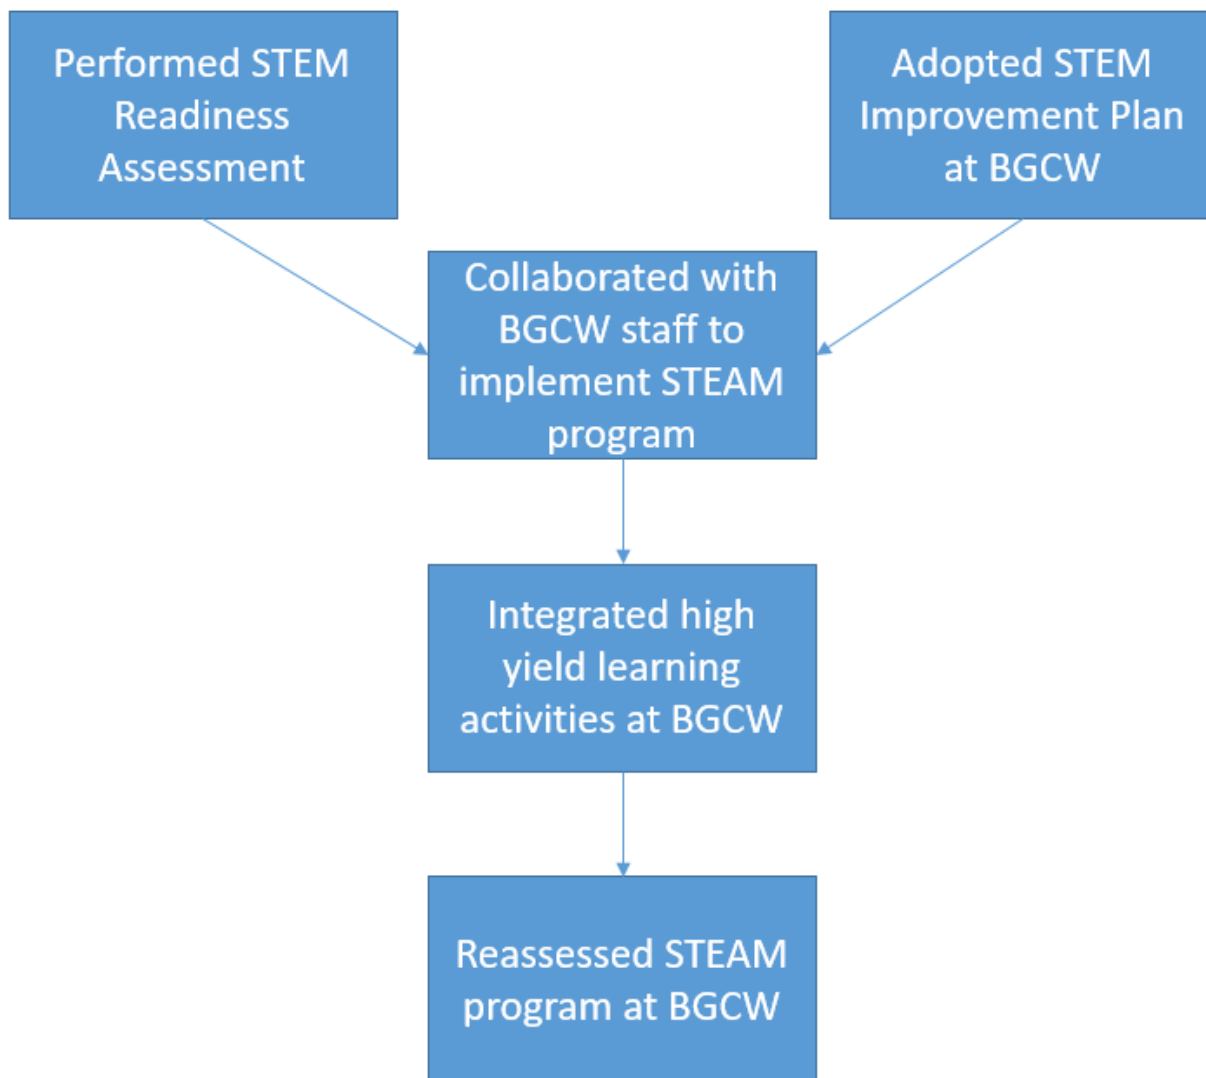 Performed STEM
Readiness
Assessment
Adopted STEM
Improvement Plan
at BGCW
Collaborated with
BGCW staff to
implement STEAM
program
Integrated high
yield learning
activities at BGCW
Reassessed STEAM
program at BGCW